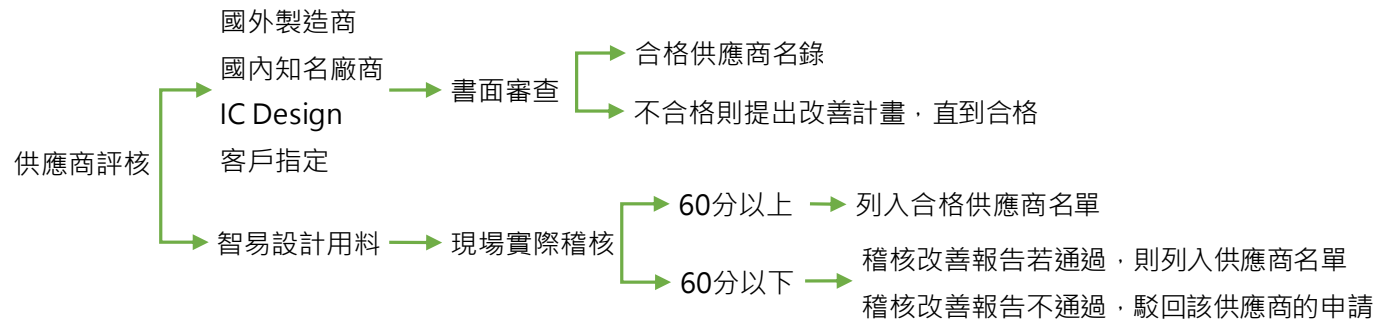 供應商評核
國外製造商
國內知名廠商
IC Design
客戶指定
書面審查
合格供應商名錄
不合格則提出改善計畫，直到合格
智易設計用料
現場實際稽核
60分以上
列入合格供應商名單
60分以下
稽核改善報告若通過，則列入供應商名單
稽核改善報告不通過，駁回該供應商的申請